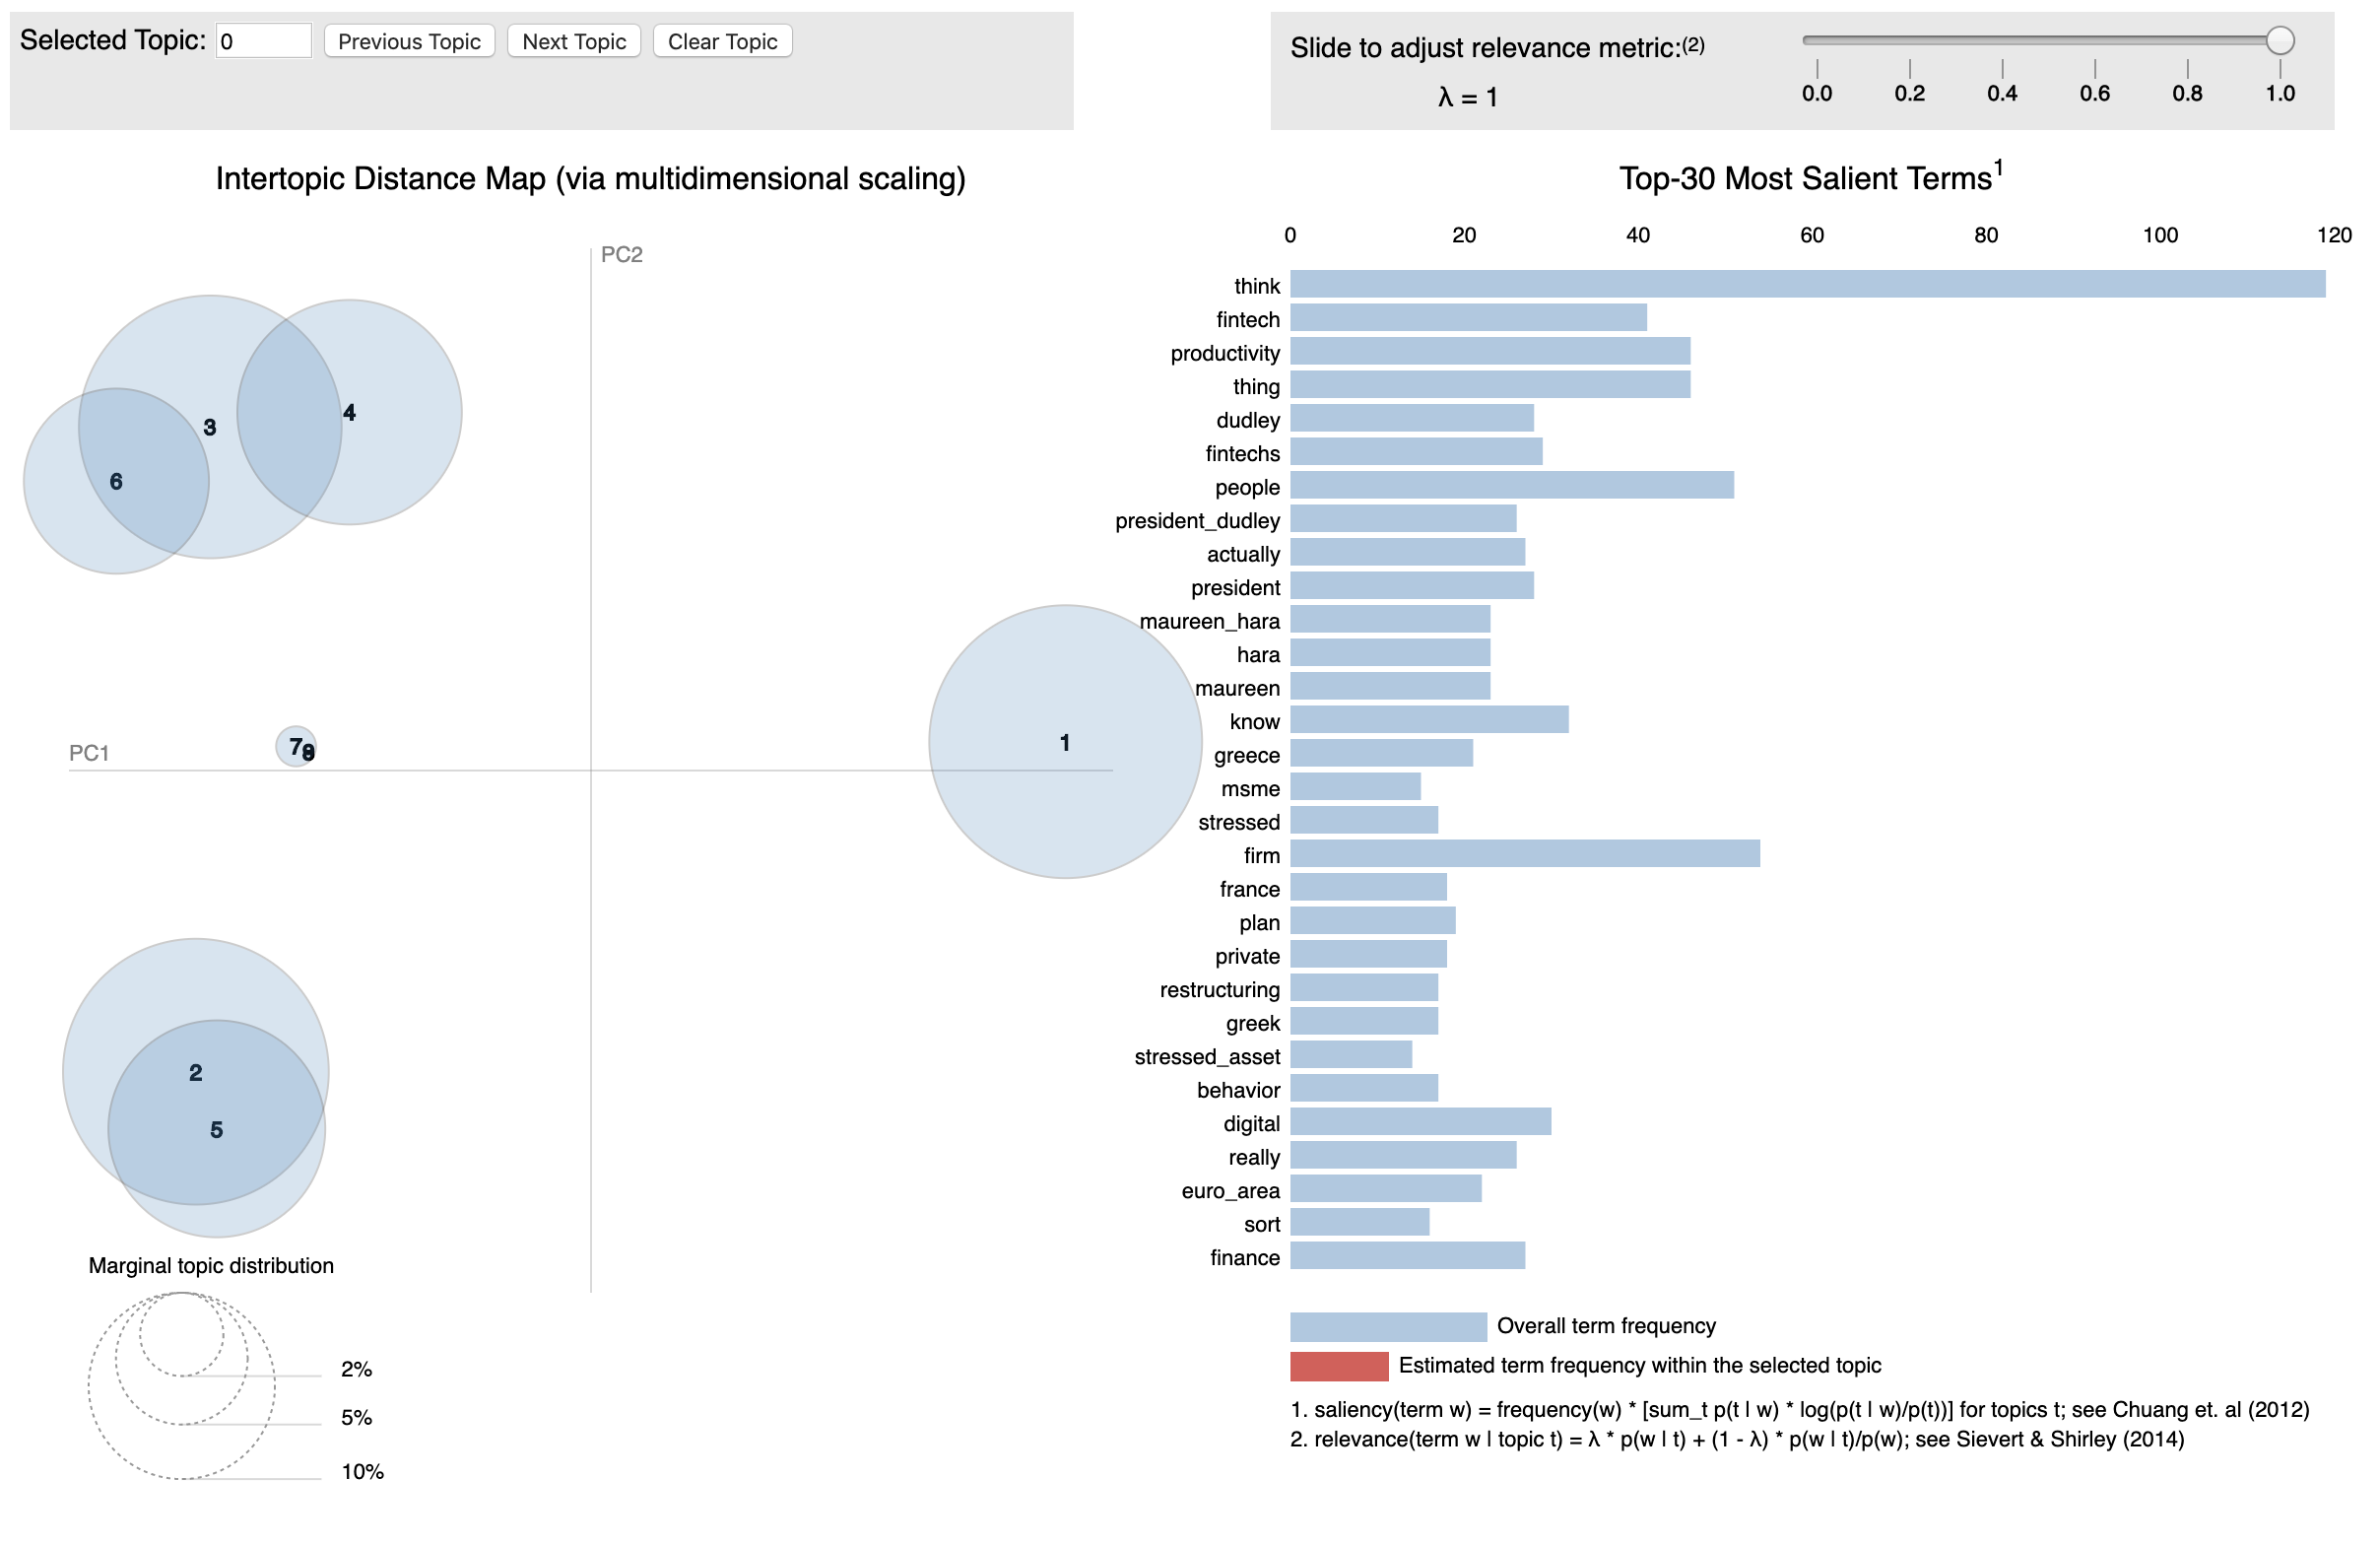 Selected Topic: 0 Previous Topic Next Topic Clear Topic
Slide to adjust relevance metric:(2)
λ = 1
0.0 0.2 0.4 0.6 0.8 1.0
Intertopic Distance Map (via multidimensional scaling)
PC2
PC1
3
4
6
7
1
2
5
Marginal topic distribution
2%
5%
10%
Top-30 Most Salient Terms1
0 20 40 60 80 100 120
think
fintech
productivity
thing
dudley
fintechs
people
president_dudley
actually
president
maureen_hara
hara
maureen
know
greece
msme
stressed
firm
france
plan
private
restructuring
greek
stressed_asset
behavior
digital
really
euro_area
sort
finance
Overall term frequency
Estimated term frequency within the selected topic
1. saliency(term w) = frequency(w) * [sum_t p(t | w) * log(p(t | w)/p(t))] for topics t; see Chuang et. al (2012)
2. relevance(term w | topic t) = λ * p(w | t) + (1 - λ) * p(w | t)/p(w); see Sievert & Shirley (2014)